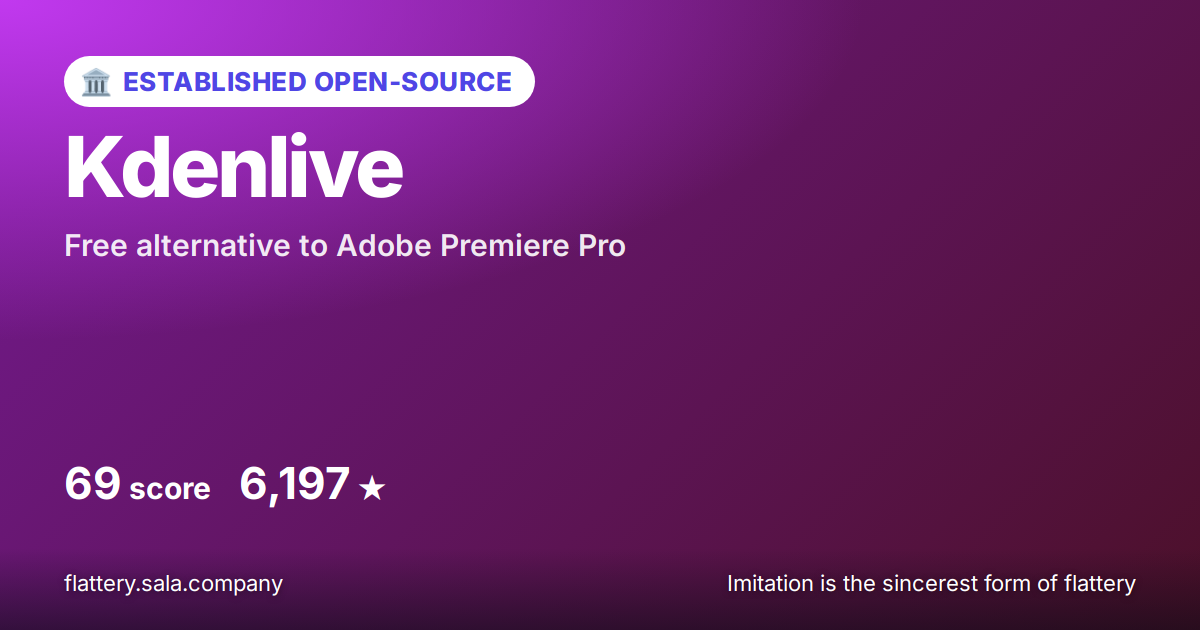 🏛️ ESTABLISHED OPEN-SOURCE
Kdenlive
Free alternative to Adobe Premiere Pro
69 score 6,197 ★
flattery.sala.company
Imitation is the sincerest form of flattery